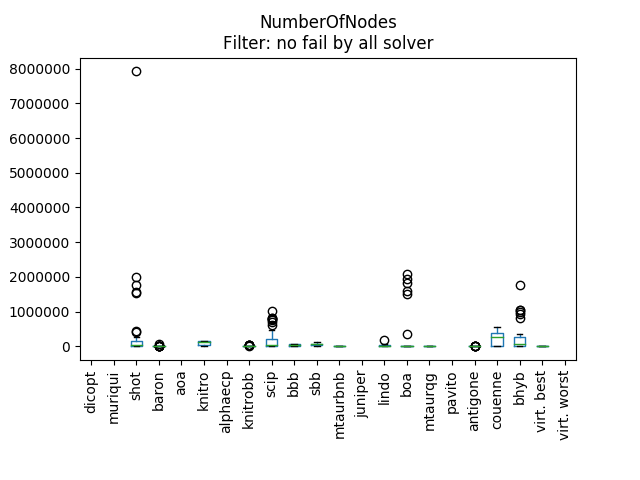 NumberOfNodes
Filter: no fail by all solver
8000000
7000000
6000000
5000000
4000000
3000000
2000000
1000000
0
dicopt
muriqui
shot
baron
aoa
knitro
alphaecp
knitrobb
scip
bbb
sbb
mtaurbnb
juniper
lindo
boa
mtaurqg
pavito
antigone
couenne
bhyb
virt. best
virt. worst